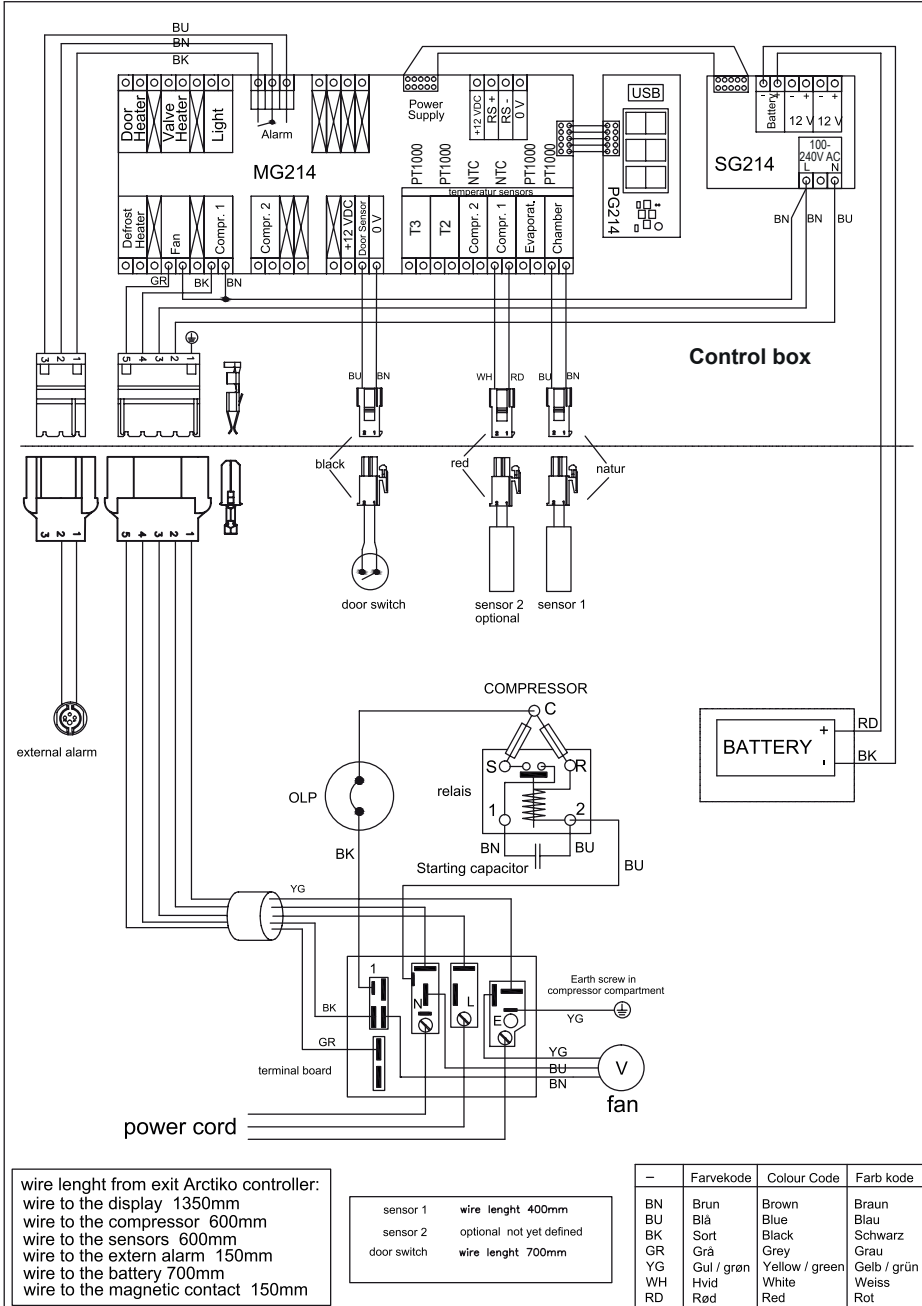 BU
BN
BK
Door Heater
Valve Heater
Light
Alarm
MG214
Power Supply
+12 VDC
RS +
RS -
0 V
PT1000
PT1000
NTC
NTC
PT1000
PT1000
temperatur sensors
T3
T2
Compr. 2
Compr. 1
Evaporat.
Chamber
Defrost Heater
Fan
Compr. 1
Compr. 2
+12 VDC
Door Sensor
0 V
USB
PG214
SG214
- + - + - +
Battery
12 V
12 V
100-
240V AC
L N
BN
BN
BU
GR
BK
BN
3 2 1
5 4 3 2 1
BU
BN
WH
RD
BU
BN
2 1
2 1
2 1
Control box
black
red
natur
3 2 1
5 4 3 2 1
door switch
sensor 2
optional
sensor 1
external alarm
COMPRESSOR
C
S
R
relais
1
2
OLP
BK
BN
BU
Starting capacitor
BU
BATTERY
+
-
RD
BK
YG
1
N
L
E
BK
GR
terminal board
Earth screw in
compressor compartment
YG
YG
BU
BN
V
fan
power cord
wire lenght from exit Arctiko controller:
wire to the display 1350mm
wire to the compressor 600mm
wire to the sensors 600mm
wire to the extern alarm 150mm
wire to the battery 700mm
wire to the magnetic contact 150mm
sensor 1 wire lenght 400mm
sensor 2 optional not yet defined
door switch wire lenght 700mm
– Farvekode Colour Code Farb kode
BN Brun Brown Braun
BU Blå Blue Blau
BK Sort Black Schwarz
GR Grå Grey Grau
YG Gul / grøn Yellow / green Gelb / grün
WH Hvid White Weiss
RD Rød Red Rot